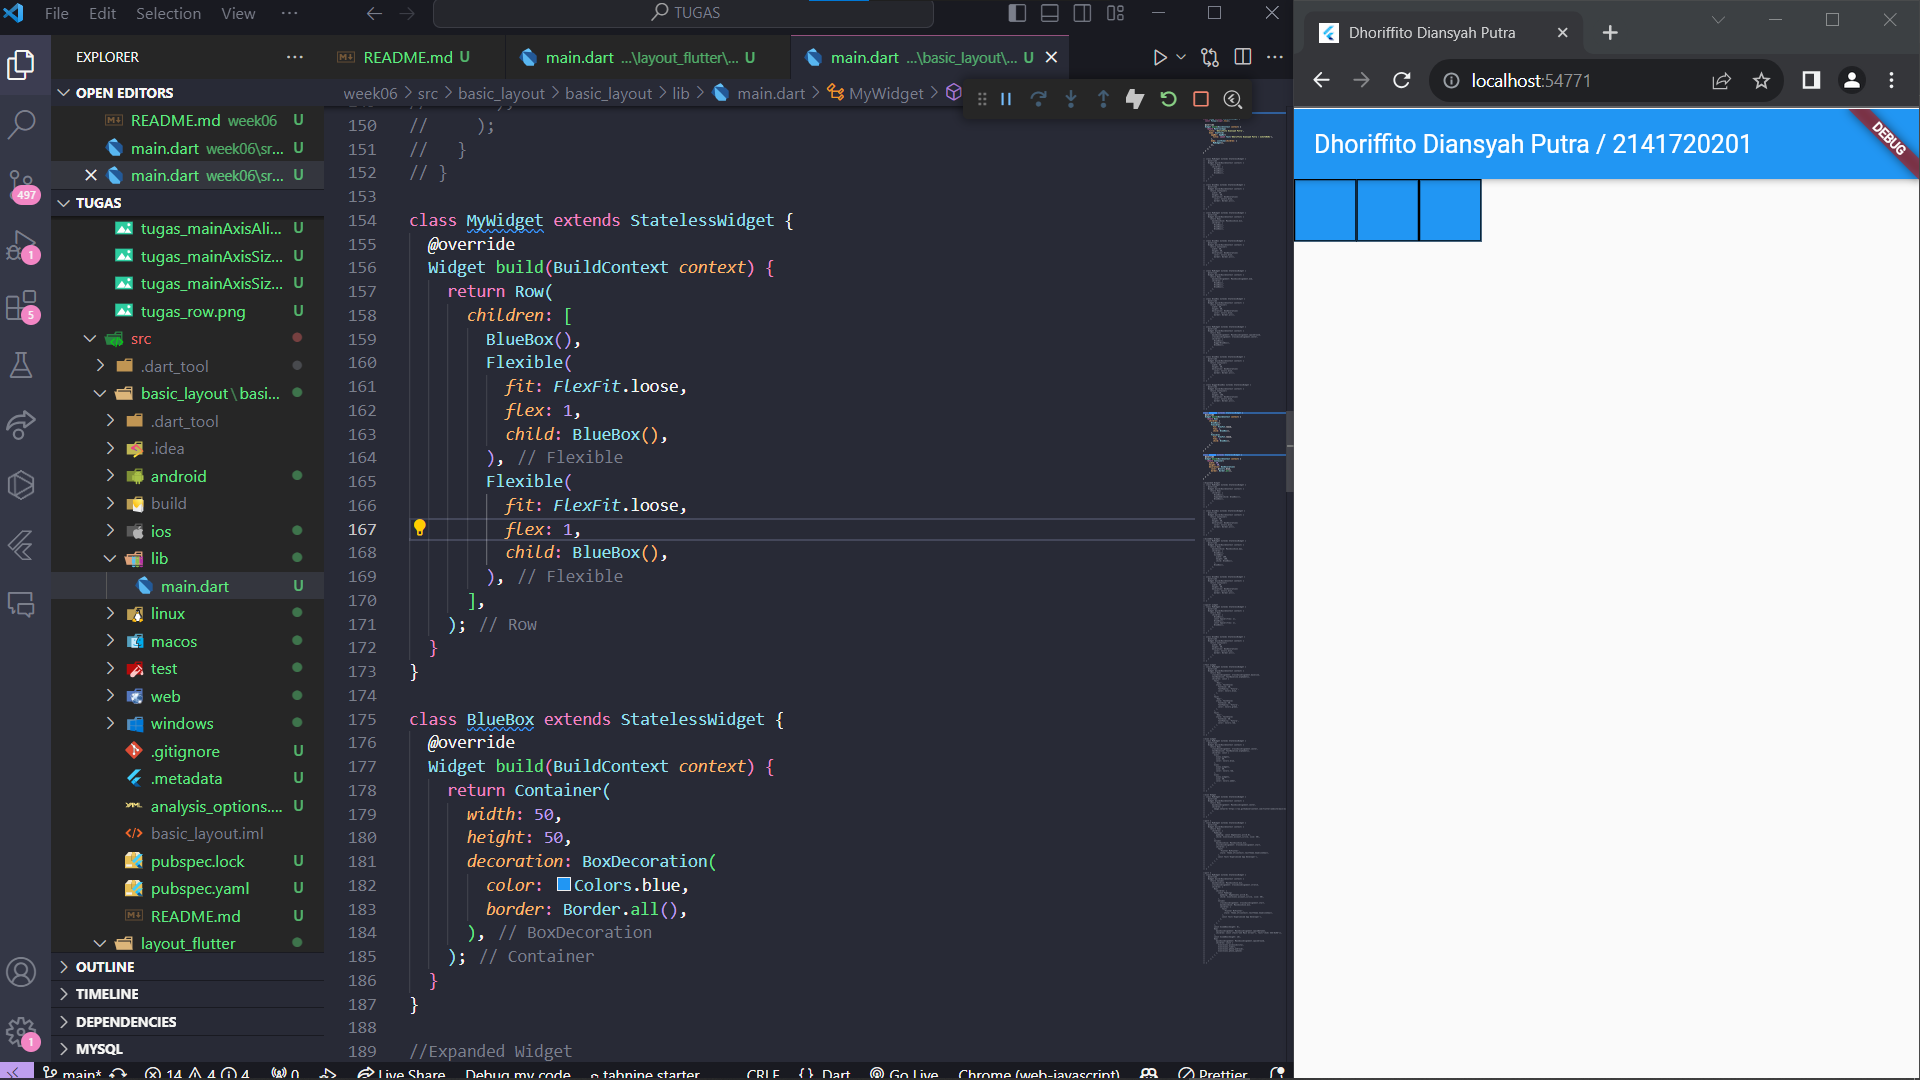 File Edit Selection View ··· TUGAS
EXPLORER ···
README.md U
main.dart ...\layout_flutter\... U
main.dart ...\basic_layout\... U
week06 > src > basic_layout > basic_layout > lib > main.dart > MyWidget >
OPEN EDITORS
README.md week06 U
main.dart week06\sr... U
main.dart week06\sr... U
497
TUGAS
tugas_mainAxisAli... U
tugas_mainAxisSiz... U
tugas_mainAxisSiz... U
tugas_row.png U
src
.dart_tool
basic_layout\basi...
.dart_tool
.idea
android
build
ios
lib
main.dart U
linux
macos
test
web
windows
.gitignore U
.metadata U
analysis_options.... U
basic_layout.iml
pubspec.lock U
pubspec.yaml U
README.md U
layout_flutter
OUTLINE
TIMELINE
DEPENDENCIES
MYSQL
1
5
1
150 //     );
151 //   }
152 // }
153
154 class MyWidget extends StatelessWidget {
155   @override
156   Widget build(BuildContext context) {
157     return Row(
158       children: [
159         BlueBox(),
160         Flexible(
161           fit: FlexFit.loose,
162           flex: 1,
163           child: BlueBox(),
164         ), // Flexible
165         Flexible(
166           fit: FlexFit.loose,
167           flex: 1,
168           child: BlueBox(),
169         ), // Flexible
170       ],
171     ); // Row
172   }
173 }
174
175 class BlueBox extends StatelessWidget {
176   @override
177   Widget build(BuildContext context) {
178     return Container(
179       width: 50,
180       height: 50,
181       decoration: BoxDecoration(
182         color: Colors.blue,
183         border: Border.all(),
184       ), // BoxDecoration
185     ); // Container
186   }
187 }
188
189 //Expanded Widget
main* 14 4 4 0 Live Share Debug my code tabnine starter CRLF {} Dart Go Live Chrome (web-javascript) Prettier
Dhoriffito Diansyah Putra
localhost:54771
Dhoriffito Diansyah Putra / 2141720201
DEBUG